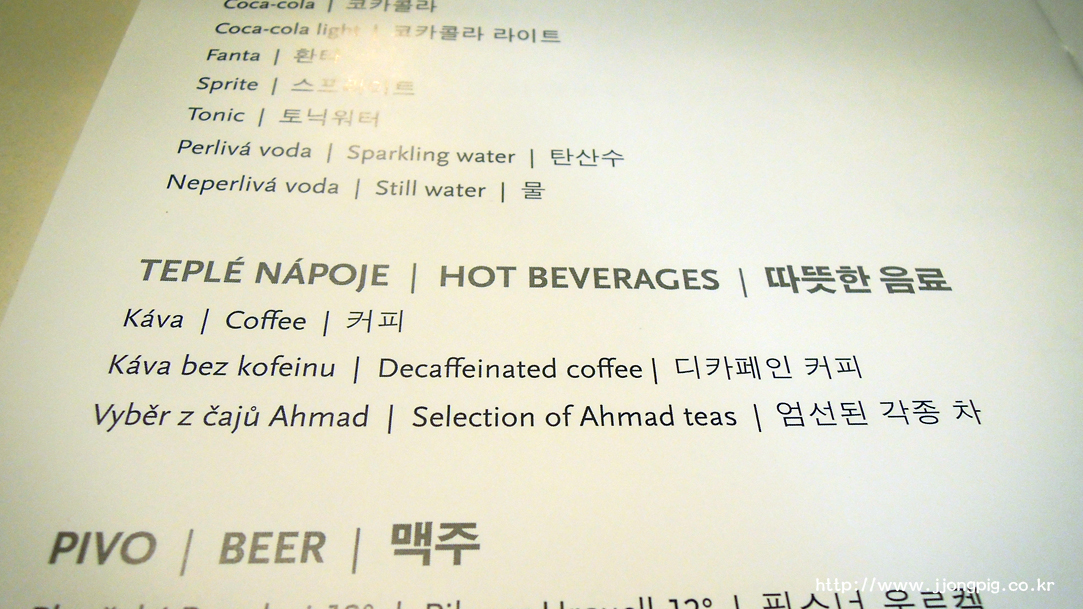 Coca-cola | 코카콜라
Coca-cola light | 코카콜라 라이트
Fanta | 환타
Sprite | 스프라이트
Tonic | 토닉워터
Perlivá voda | Sparkling water | 탄산수
Neperlivá voda | Still water | 물
TEPLÉ NÁPOJE | HOT BEVERAGES | 따뜻한 음료
Káva | Coffee | 커피
Káva bez kofeinu | Decaffeinated coffee | 디카페인 커피
Vyběr z čajů Ahmad | Selection of Ahmad teas | 엄선된 각종 차
PIVO | BEER | 맥주
12° | 12° |
http://www.jjongpig.co.kr